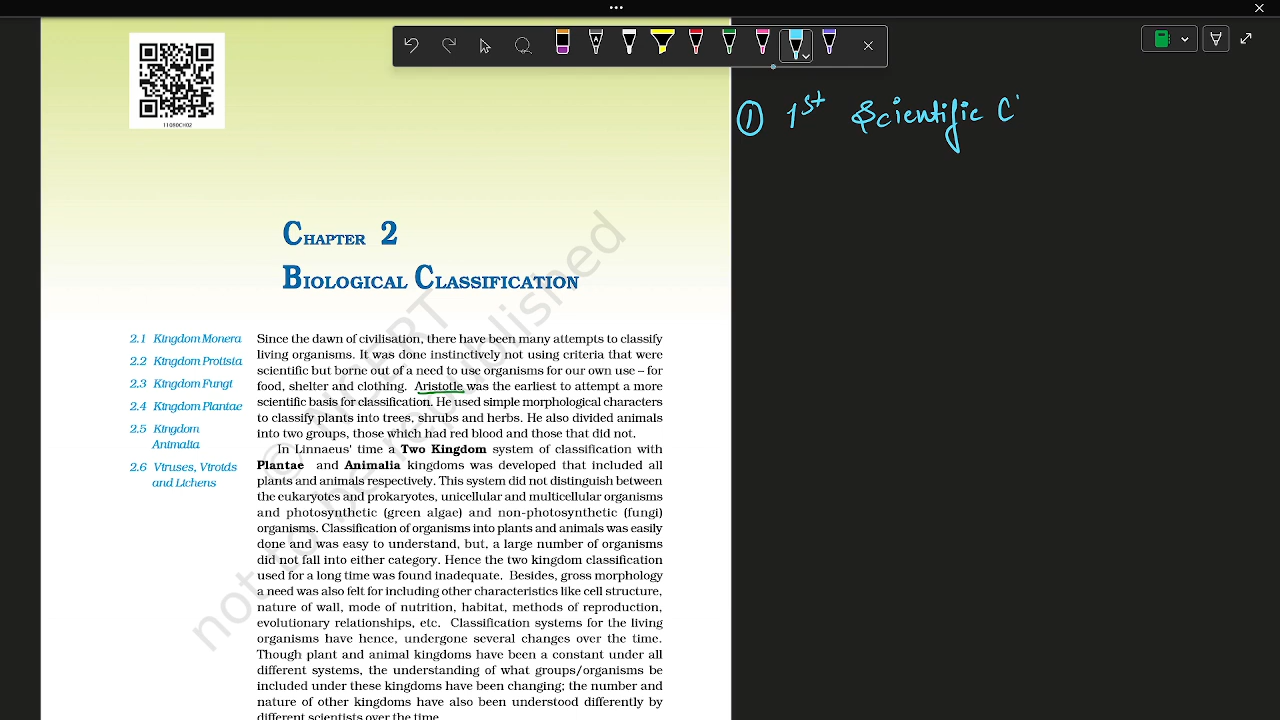 11080CH02
① 1st Scientific C
CHAPTER 2
BIOLOGICAL CLASSIFICATION
2.1 Kingdom Monera
2.2 Kingdom Protista
2.3 Kingdom Fungi
2.4 Kingdom Plantae
2.5 Kingdom
Animalia
2.6 Viruses, Viroids
and Lichens
Since the dawn of civilisation, there have been many attempts to classify
living organisms. It was done instinctively not using criteria that were
scientific but borne out of a need to use organisms for our own use – for
food, shelter and clothing. Aristotle was the earliest to attempt a more
scientific basis for classification. He used simple morphological characters
to classify plants into trees, shrubs and herbs. He also divided animals
into two groups, those which had red blood and those that did not.
In Linnaeus' time a Two Kingdom system of classification with
Plantae and Animalia kingdoms was developed that included all
plants and animals respectively. This system did not distinguish between
the eukaryotes and prokaryotes, unicellular and multicellular organisms
and photosynthetic (green algae) and non-photosynthetic (fungi)
organisms. Classification of organisms into plants and animals was easily
done and was easy to understand, but, a large number of organisms
did not fall into either category. Hence the two kingdom classification
used for a long time was found inadequate. Besides, gross morphology
a need was also felt for including other characteristics like cell structure,
nature of wall, mode of nutrition, habitat, methods of reproduction,
evolutionary relationships, etc. Classification systems for the living
organisms have hence, undergone several changes over the time.
Though plant and animal kingdoms have been a constant under all
different systems, the understanding of what groups/organisms be
included under these kingdoms have been changing; the number and
nature of other kingdoms have also been understood differently by
different scientists over the time.
© NCERT
not to be republished